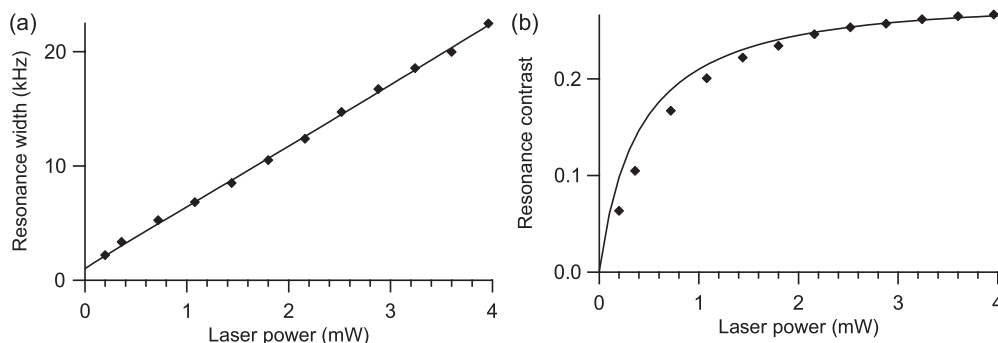 (a)
Resonance width (kHz)
20
10
0
0 1 2 3 4
Laser power (mW)
(b)
Resonance contrast
0.2
0.1
0.0
0 1 2 3 4
Laser power (mW)